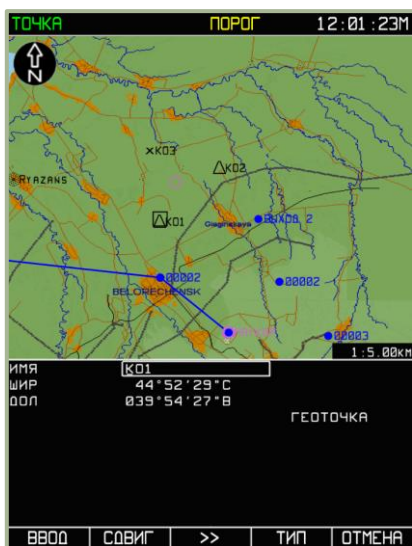 ТОЧКА ПОРОГ 12:01:23М
N
КО3
КО2
RYAZANS
КО1
Giaginskaya
ВЫХОД 2
00002
BELORECHENSK
00002
00003
1:5.00км
ИМЯ КО1
ШИР 44°52'29"С
ДОЛ 039°54'27"В
ГЕОТОЧКА
ВВОД СДВИГ >> ТИП ОТМЕНА